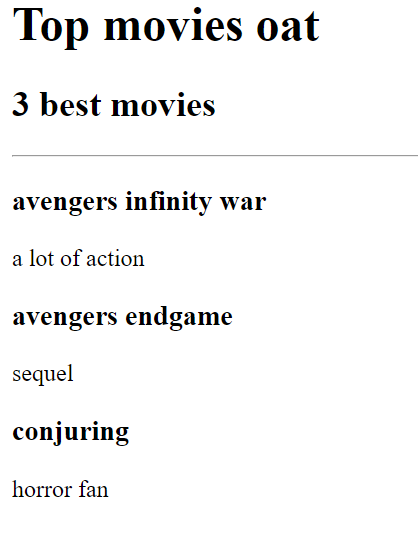 Top movies oat
3 best movies
avengers infinity war
a lot of action
avengers endgame
sequel
conjuring
horror fan